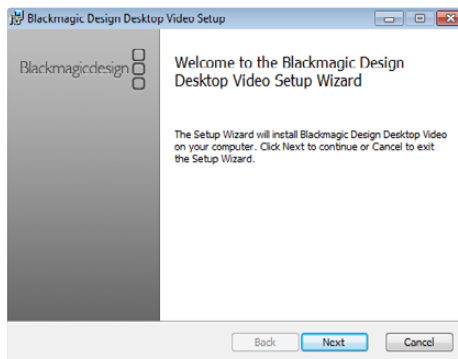 Blackmagic Design Desktop Video Setup
Blackmagicdesign
Welcome to the Blackmagic Design
Desktop Video Setup Wizard
The Setup Wizard will install Blackmagic Design Desktop Video
on your computer. Click Next to continue or Cancel to exit
the Setup Wizard.
Back Next Cancel